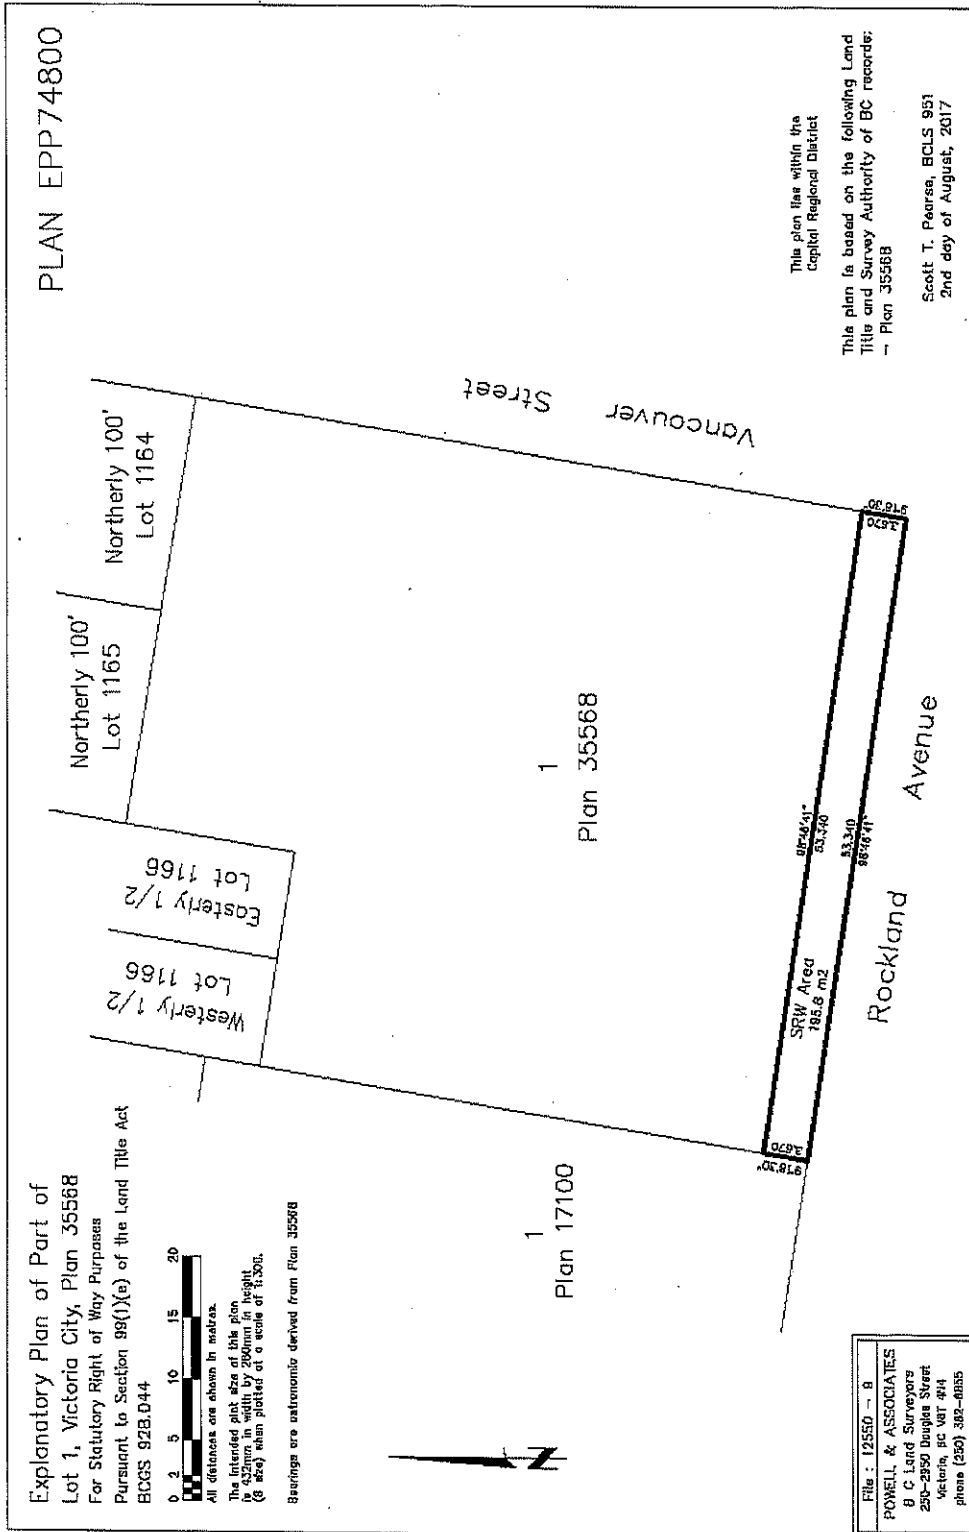 PLAN EPP74800
Explanatory Plan of Part of
Lot 1, Victoria City, Plan 35568
For Statutory Right of Way Purposes
Pursuant to Section 99(1)(e) of the Land Title Act
BCGS 92B.044
0 2 5 10 15 20
All distances are shown in metres.
The intended plot size of this plan
is 432mm in width by 280mm in height
(B size) when plotted at a scale of 1:300.
Bearings are astronomic derived from Plan 35568
Westerly 1/2
Lot 1166
Easterly 1/2
Lot 1166
Northerly 100'
Lot 1165
Northerly 100'
Lot 1164
Vancouver Street
1
Plan 35568
1
Plan 17100
9°18'30"
3.670
SRW Area
195.8 m2
98°46'41"
53.340
53.340
98°46'41"
3.670
9°18'30"
Rockland Avenue
This plan lies within the
Capital Regional District
This plan is based on the following Land
Title and Survey Authority of BC records:
- Plan 35568
Scott T. Pearse, BCLS 951
2nd day of August, 2017
File : 12550 - 9
POWELL & ASSOCIATES
B C Land Surveyors
250-2950 Douglas Street
Victoria, BC V8T 4N4
phone (250) 382-8855